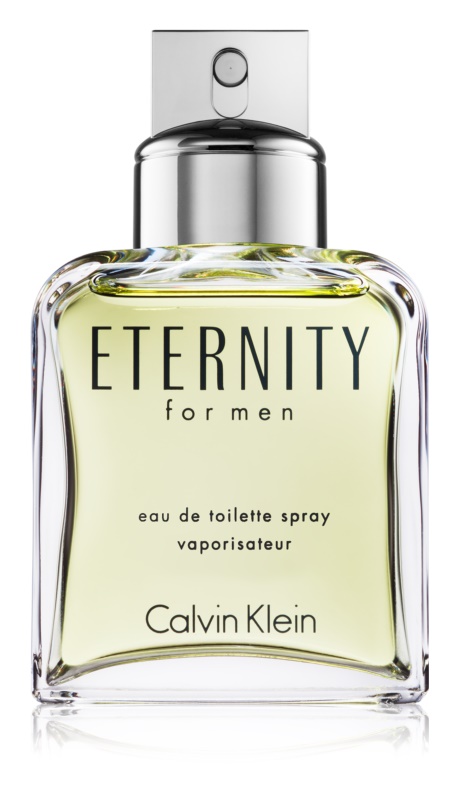 ETERNITY
for men
eau de toilette spray
vaporisateur
Calvin Klein